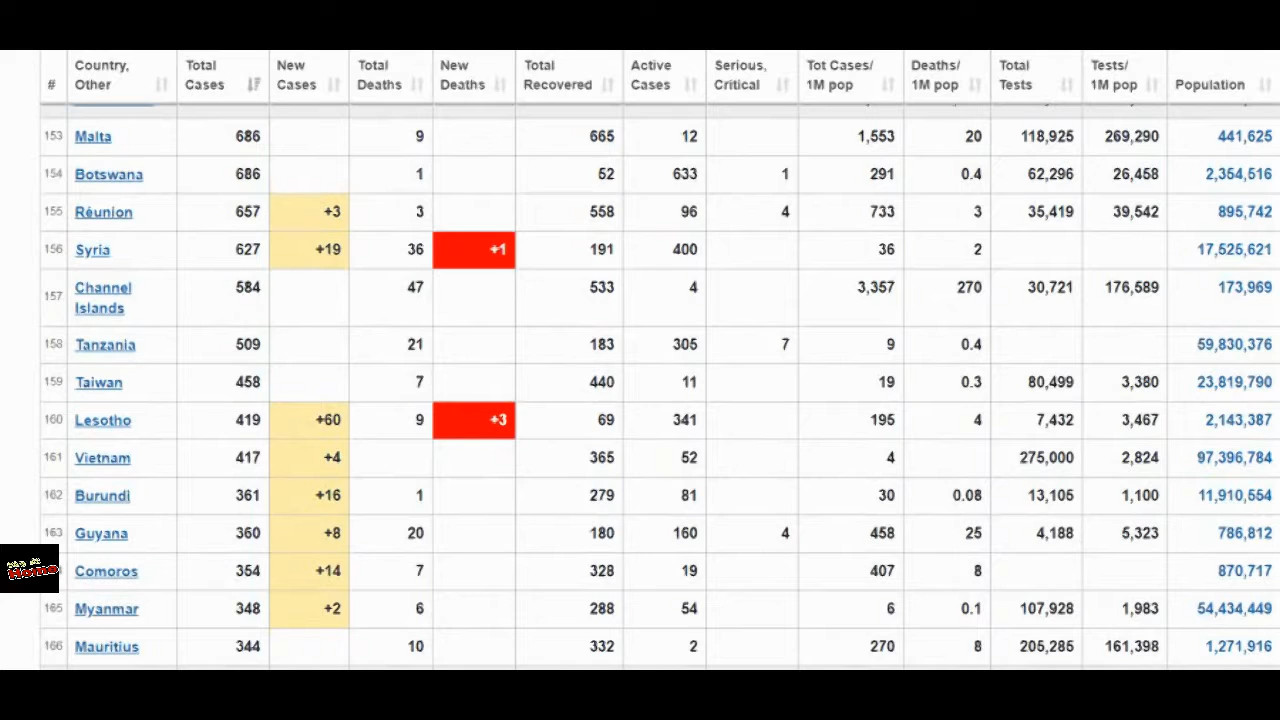 # Country, Other Total Cases New Cases Total Deaths New Deaths Total Recovered Active Cases Serious, Critical Tot Cases/ 1M pop Deaths/ 1M pop Total Tests Tests/ 1M pop Population
153 Malta 686 9 665 12 1,553 20 118,925 269,290 441,625
154 Botswana 686 1 52 633 1 291 0.4 62,296 26,458 2,354,516
155 Réunion 657 +3 3 558 96 4 733 3 35,419 39,542 895,742
156 Syria 627 +19 36 +1 191 400 36 2 17,525,621
157 Channel Islands 584 47 533 4 3,357 270 30,721 176,589 173,969
158 Tanzania 509 21 183 305 7 9 0.4 59,830,376
159 Taiwan 458 7 440 11 19 0.3 80,499 3,380 23,819,790
160 Lesotho 419 +60 9 +3 69 341 195 4 7,432 3,467 2,143,387
161 Vietnam 417 +4 365 52 4 275,000 2,824 97,396,784
162 Burundi 361 +16 1 279 81 30 0.08 13,105 1,100 11,910,554
163 Guyana 360 +8 20 180 160 4 458 25 4,188 5,323 786,812
Home Comoros 354 +14 7 328 19 407 8 870,717
165 Myanmar 348 +2 6 288 54 6 0.1 107,928 1,983 54,434,449
166 Mauritius 344 10 332 2 270 8 205,285 161,398 1,271,916